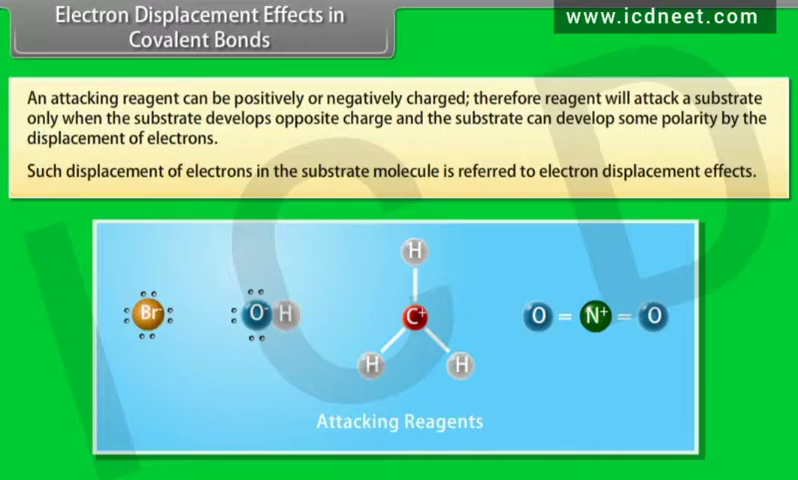 Electron Displacement Effects in
Covalent Bonds
www.icdneet.com
An attacking reagent can be positively or negatively charged; therefore reagent will attack a substrate
only when the substrate develops opposite charge and the substrate can develop some polarity by the
displacement of electrons.
Such displacement of electrons in the substrate molecule is referred to electron displacement effects.
H
Br O⁻ H C⁺ O = N⁺ = O
H H
Attacking Reagents
ICD